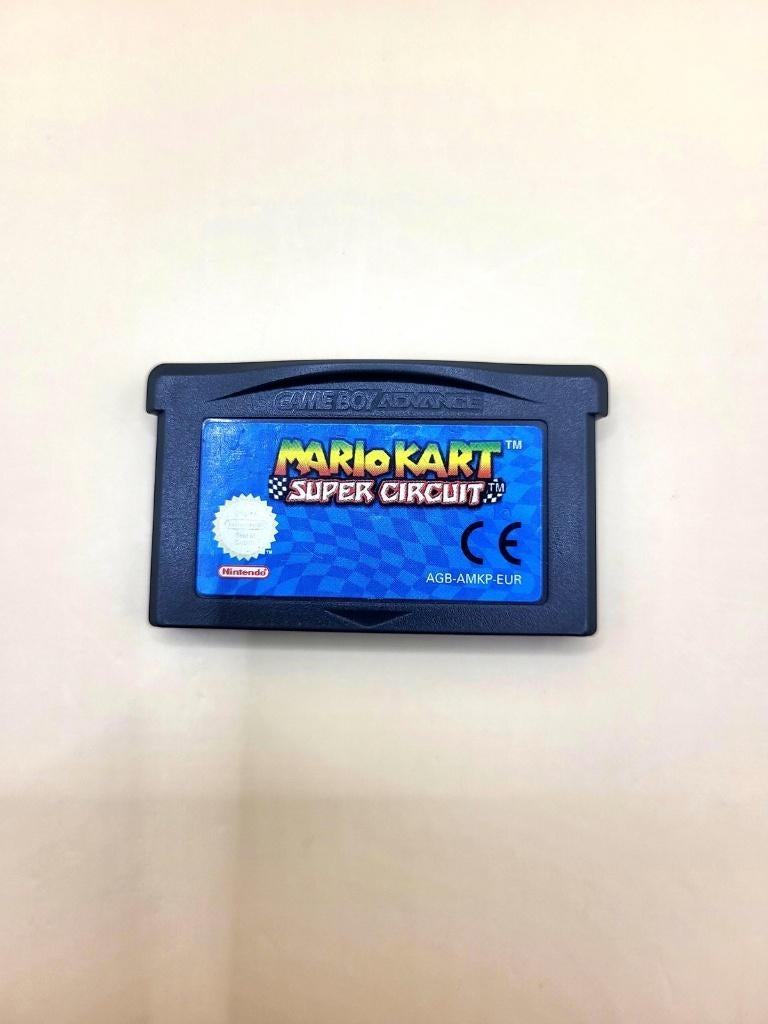 GAME BOY ADVANCE
MARIO KART™
SUPER CIRCUIT™
Nintendo
CE
AGB-AMKP-EUR